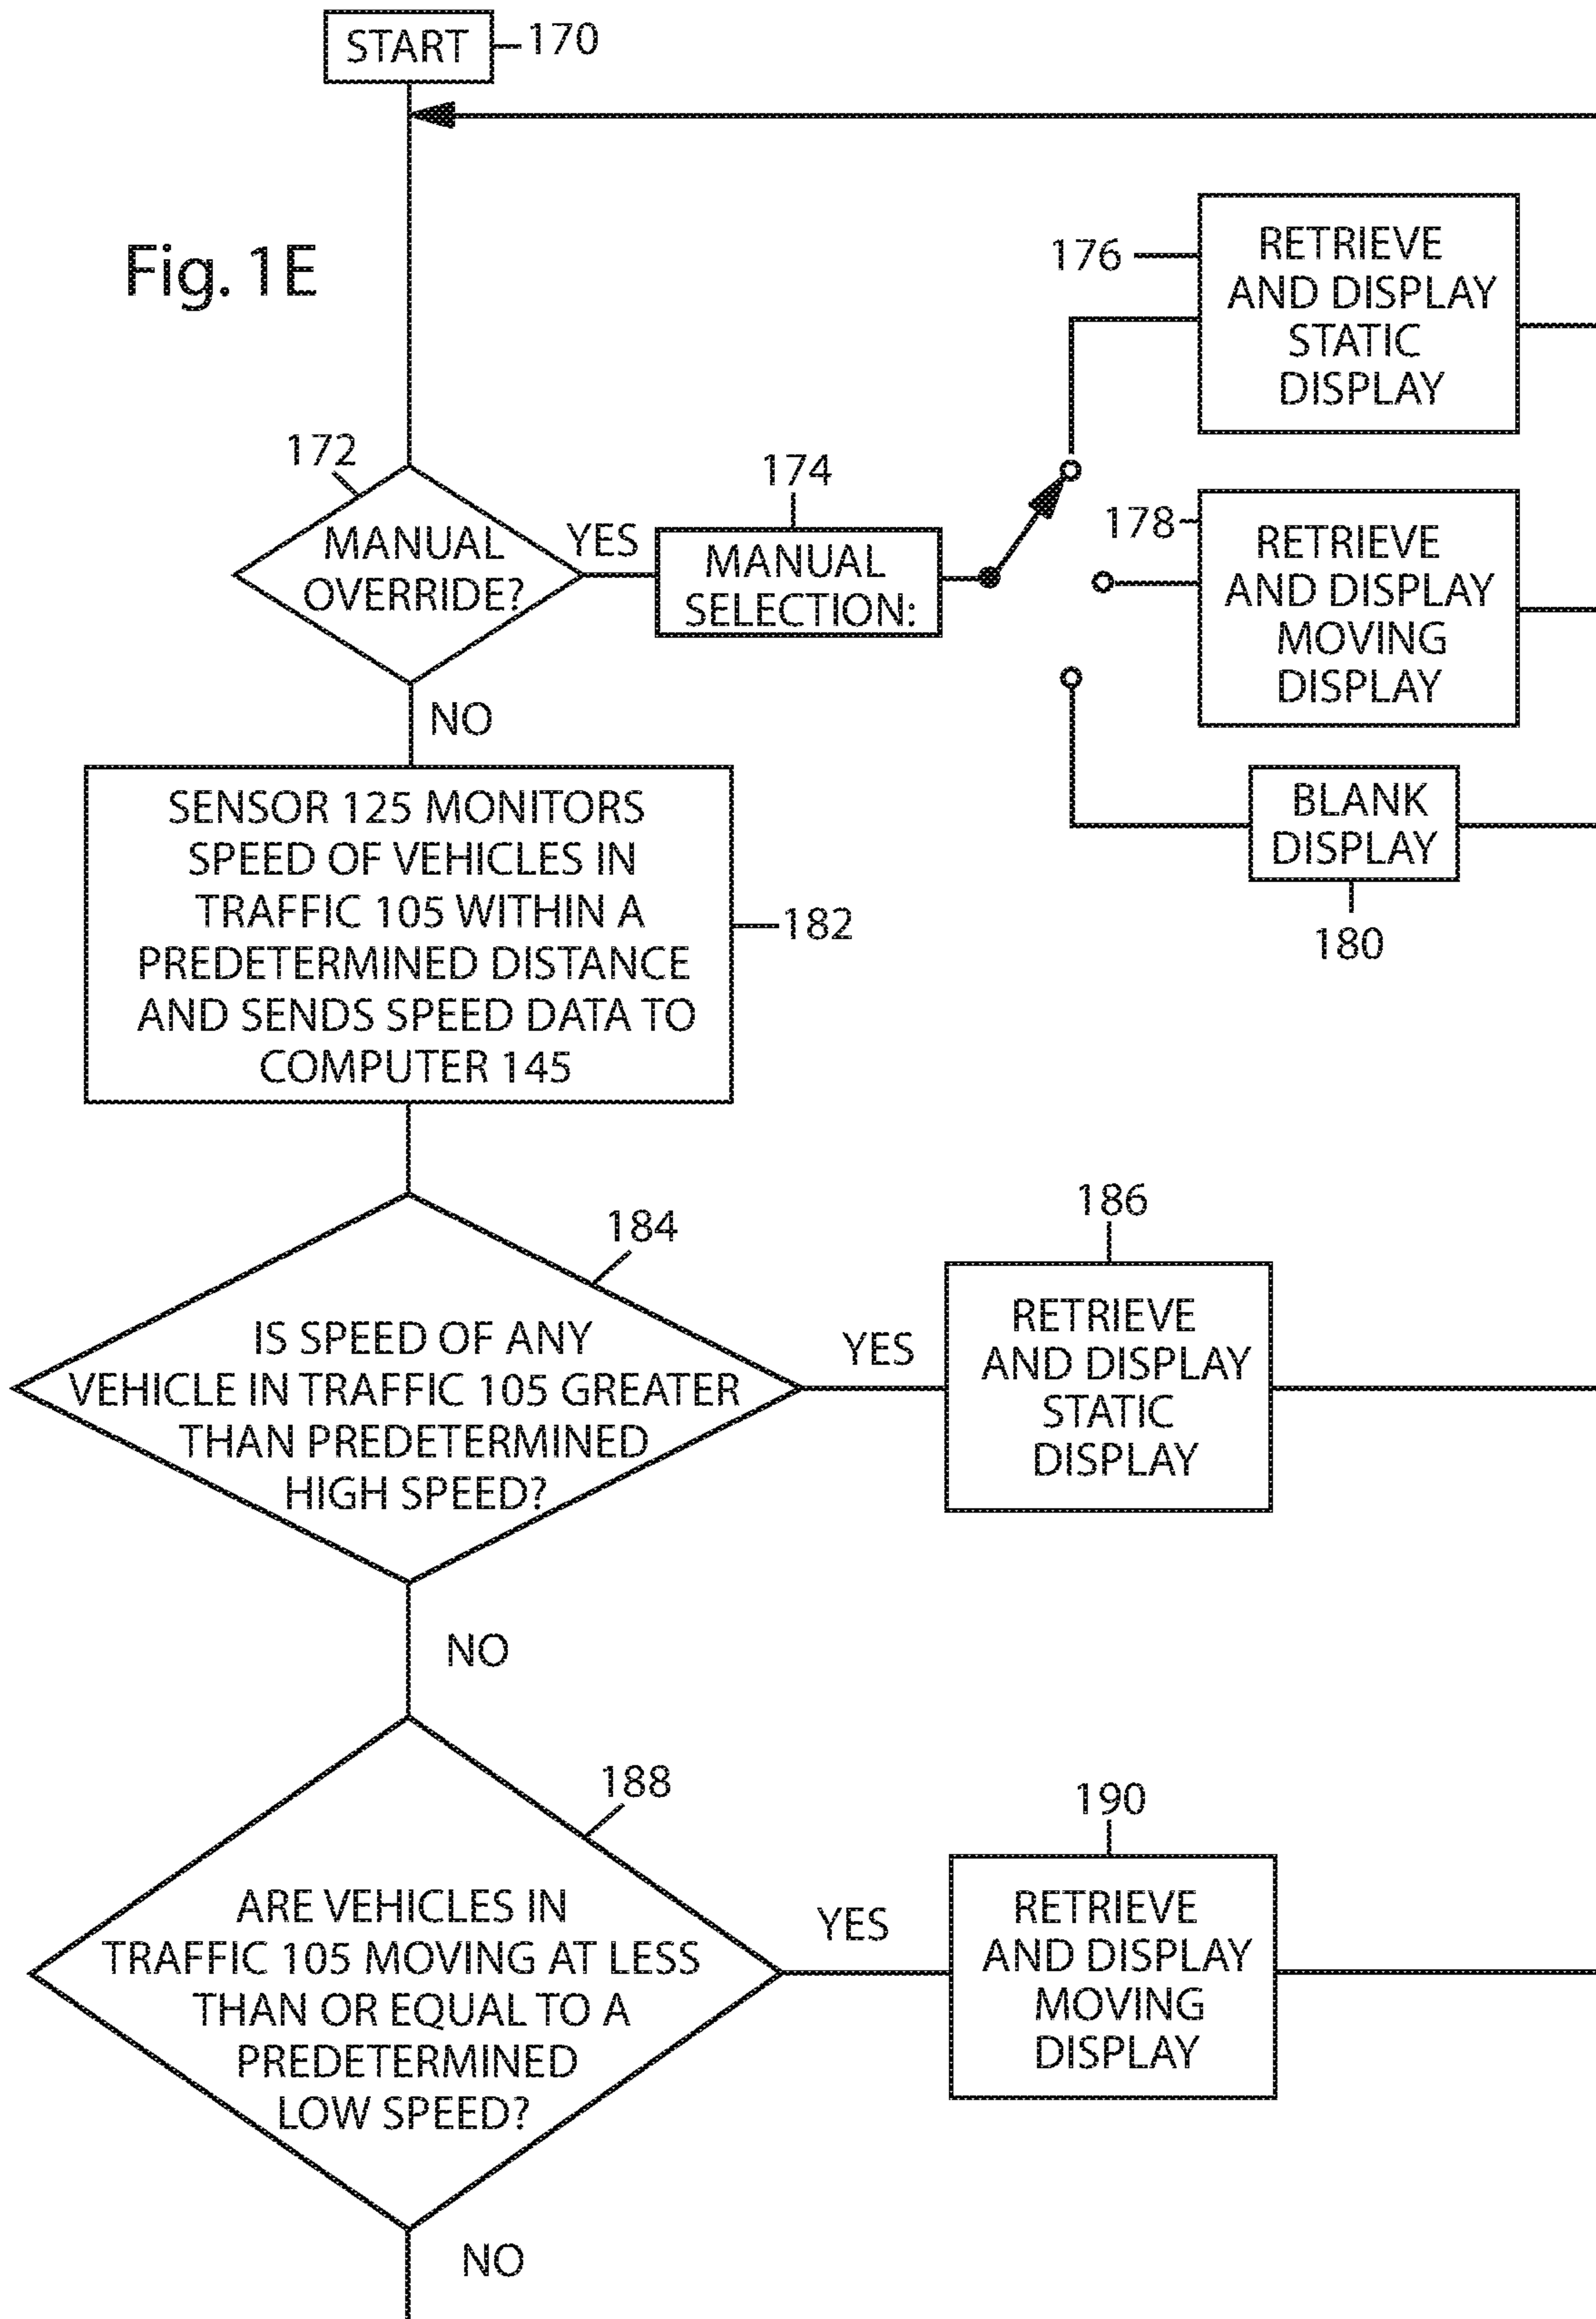 START
170
Fig. 1E
176
RETRIEVE
AND DISPLAY
STATIC
DISPLAY
172
MANUAL
OVERRIDE?
YES
174
MANUAL
SELECTION:
178
RETRIEVE
AND DISPLAY
MOVING
DISPLAY
NO
BLANK
DISPLAY
180
SENSOR 125 MONITORS
SPEED OF VEHICLES IN
TRAFFIC 105 WITHIN A
PREDETERMINED DISTANCE
AND SENDS SPEED DATA TO
COMPUTER 145
182
184
IS SPEED OF ANY
VEHICLE IN TRAFFIC 105 GREATER
THAN PREDETERMINED
HIGH SPEED?
YES
186
RETRIEVE
AND DISPLAY
STATIC
DISPLAY
NO
188
ARE VEHICLES IN
TRAFFIC 105 MOVING AT LESS
THAN OR EQUAL TO A
PREDETERMINED
LOW SPEED?
YES
190
RETRIEVE
AND DISPLAY
MOVING
DISPLAY
NO